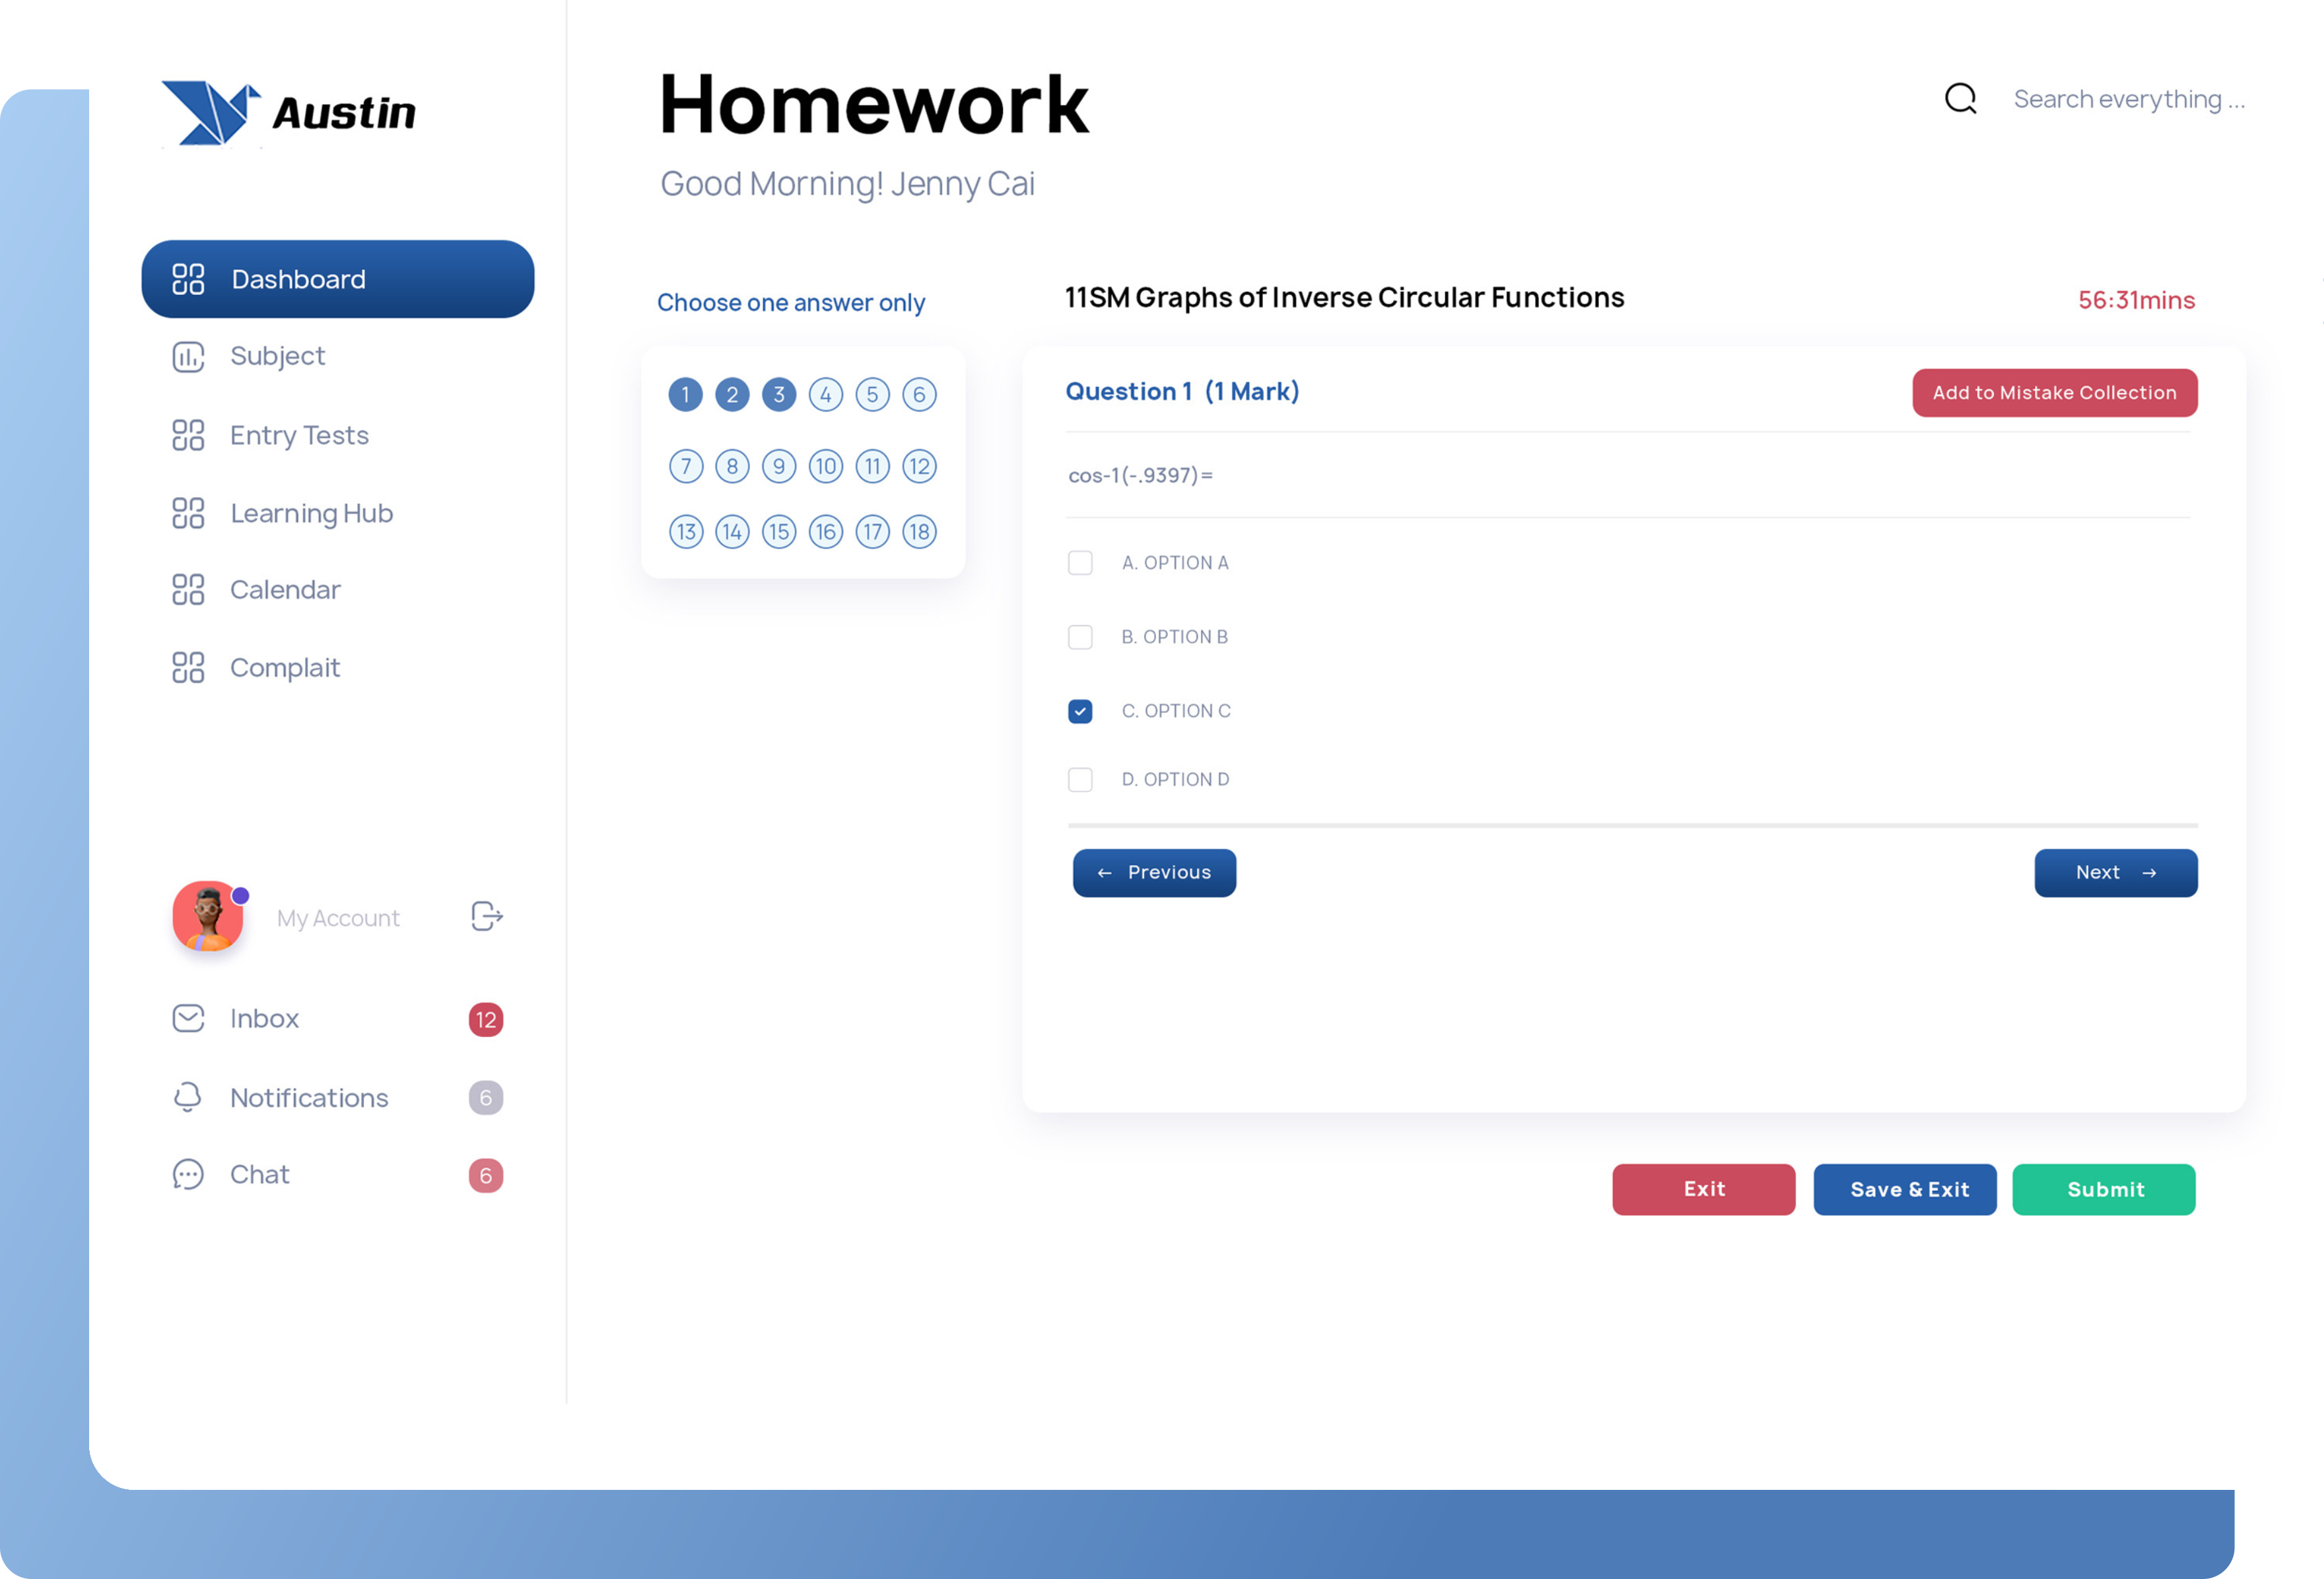 Austin
Homework
Good Morning! Jenny Cai
Search everything ...
Dashboard
Subject
Entry Tests
Learning Hub
Calendar
Complait
My Account
Inbox 12
Notifications 6
Chat 6
Choose one answer only
1 2 3 4 5 6
7 8 9 10 11 12
13 14 15 16 17 18
11SM Graphs of Inverse Circular Functions
56:31mins
Question 1 (1 Mark)
Add to Mistake Collection
cos-1(-.9397)=
A. OPTION A
B. OPTION B
C. OPTION C
D. OPTION D
← Previous
Next →
Exit
Save & Exit
Submit